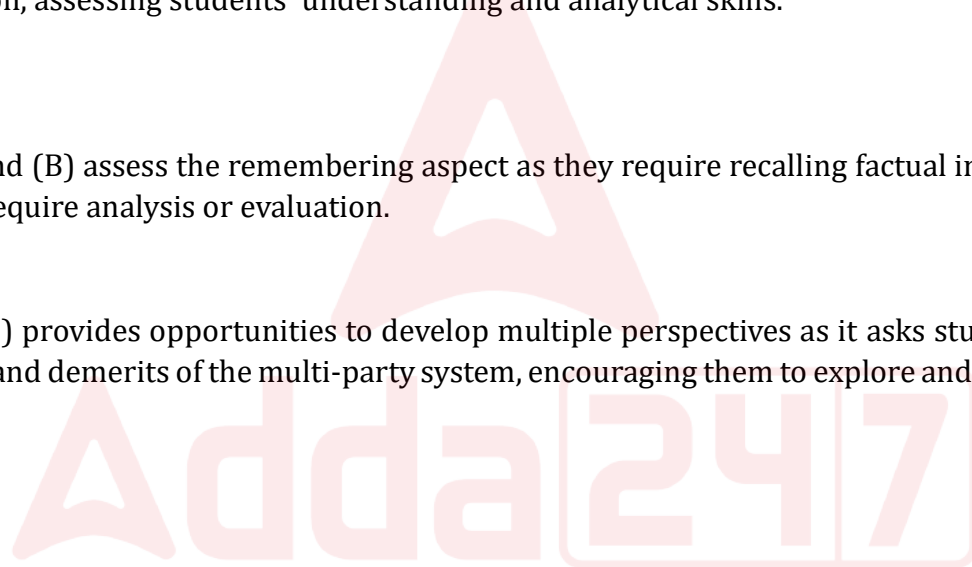 on, assessing students' understanding and analytical skills.
nd (B) assess the remembering aspect as they require recalling factual in
equire analysis or evaluation.
) provides opportunities to develop multiple perspectives as it asks stu
and demerits of the multi-party system, encouraging them to explore and
Adda247